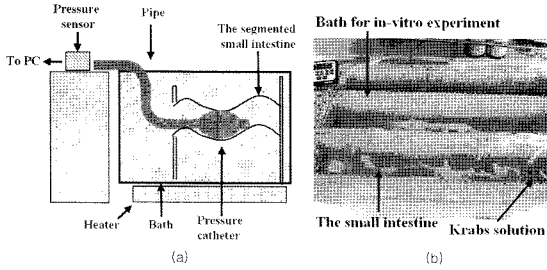 Pressure sensor
Pipe
The segmented small intestine
To PC
Heater
Bath
Pressure catheter
(a)
Bath for in-vitro experiment
The small intestine
Krabs solution
(b)